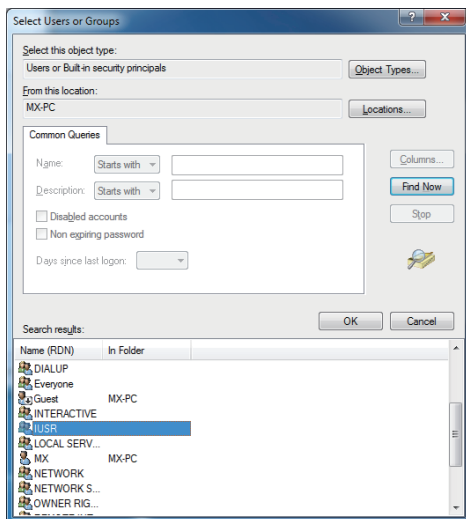 Select Users or Groups
Select this object type:
Users or Built-in security principals
Object Types...
From this location:
MX-PC
Locations...
Common Queries
Name:
Starts with
Columns...
Description:
Starts with
Find Now
Disabled accounts
Stop
Non expiring password
Days since last logon:
OK
Cancel
Search results:
Name (RDN) In Folder
DIALUP
Everyone
Guest MX-PC
INTERACTIVE
IUSR
LOCAL SERV...
MX MX-PC
NETWORK
NETWORK S...
OWNER RIG...